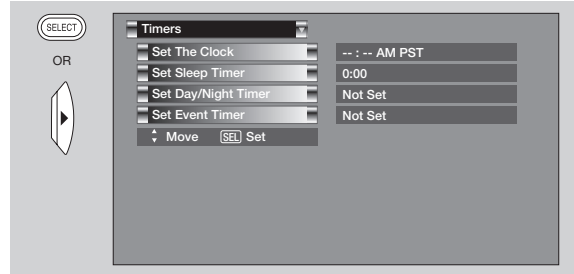 SELECT
OR
Timers
Set The Clock -- : -- AM PST
Set Sleep Timer 0:00
Set Day/Night Timer Not Set
Set Event Timer Not Set
Move SEL Set